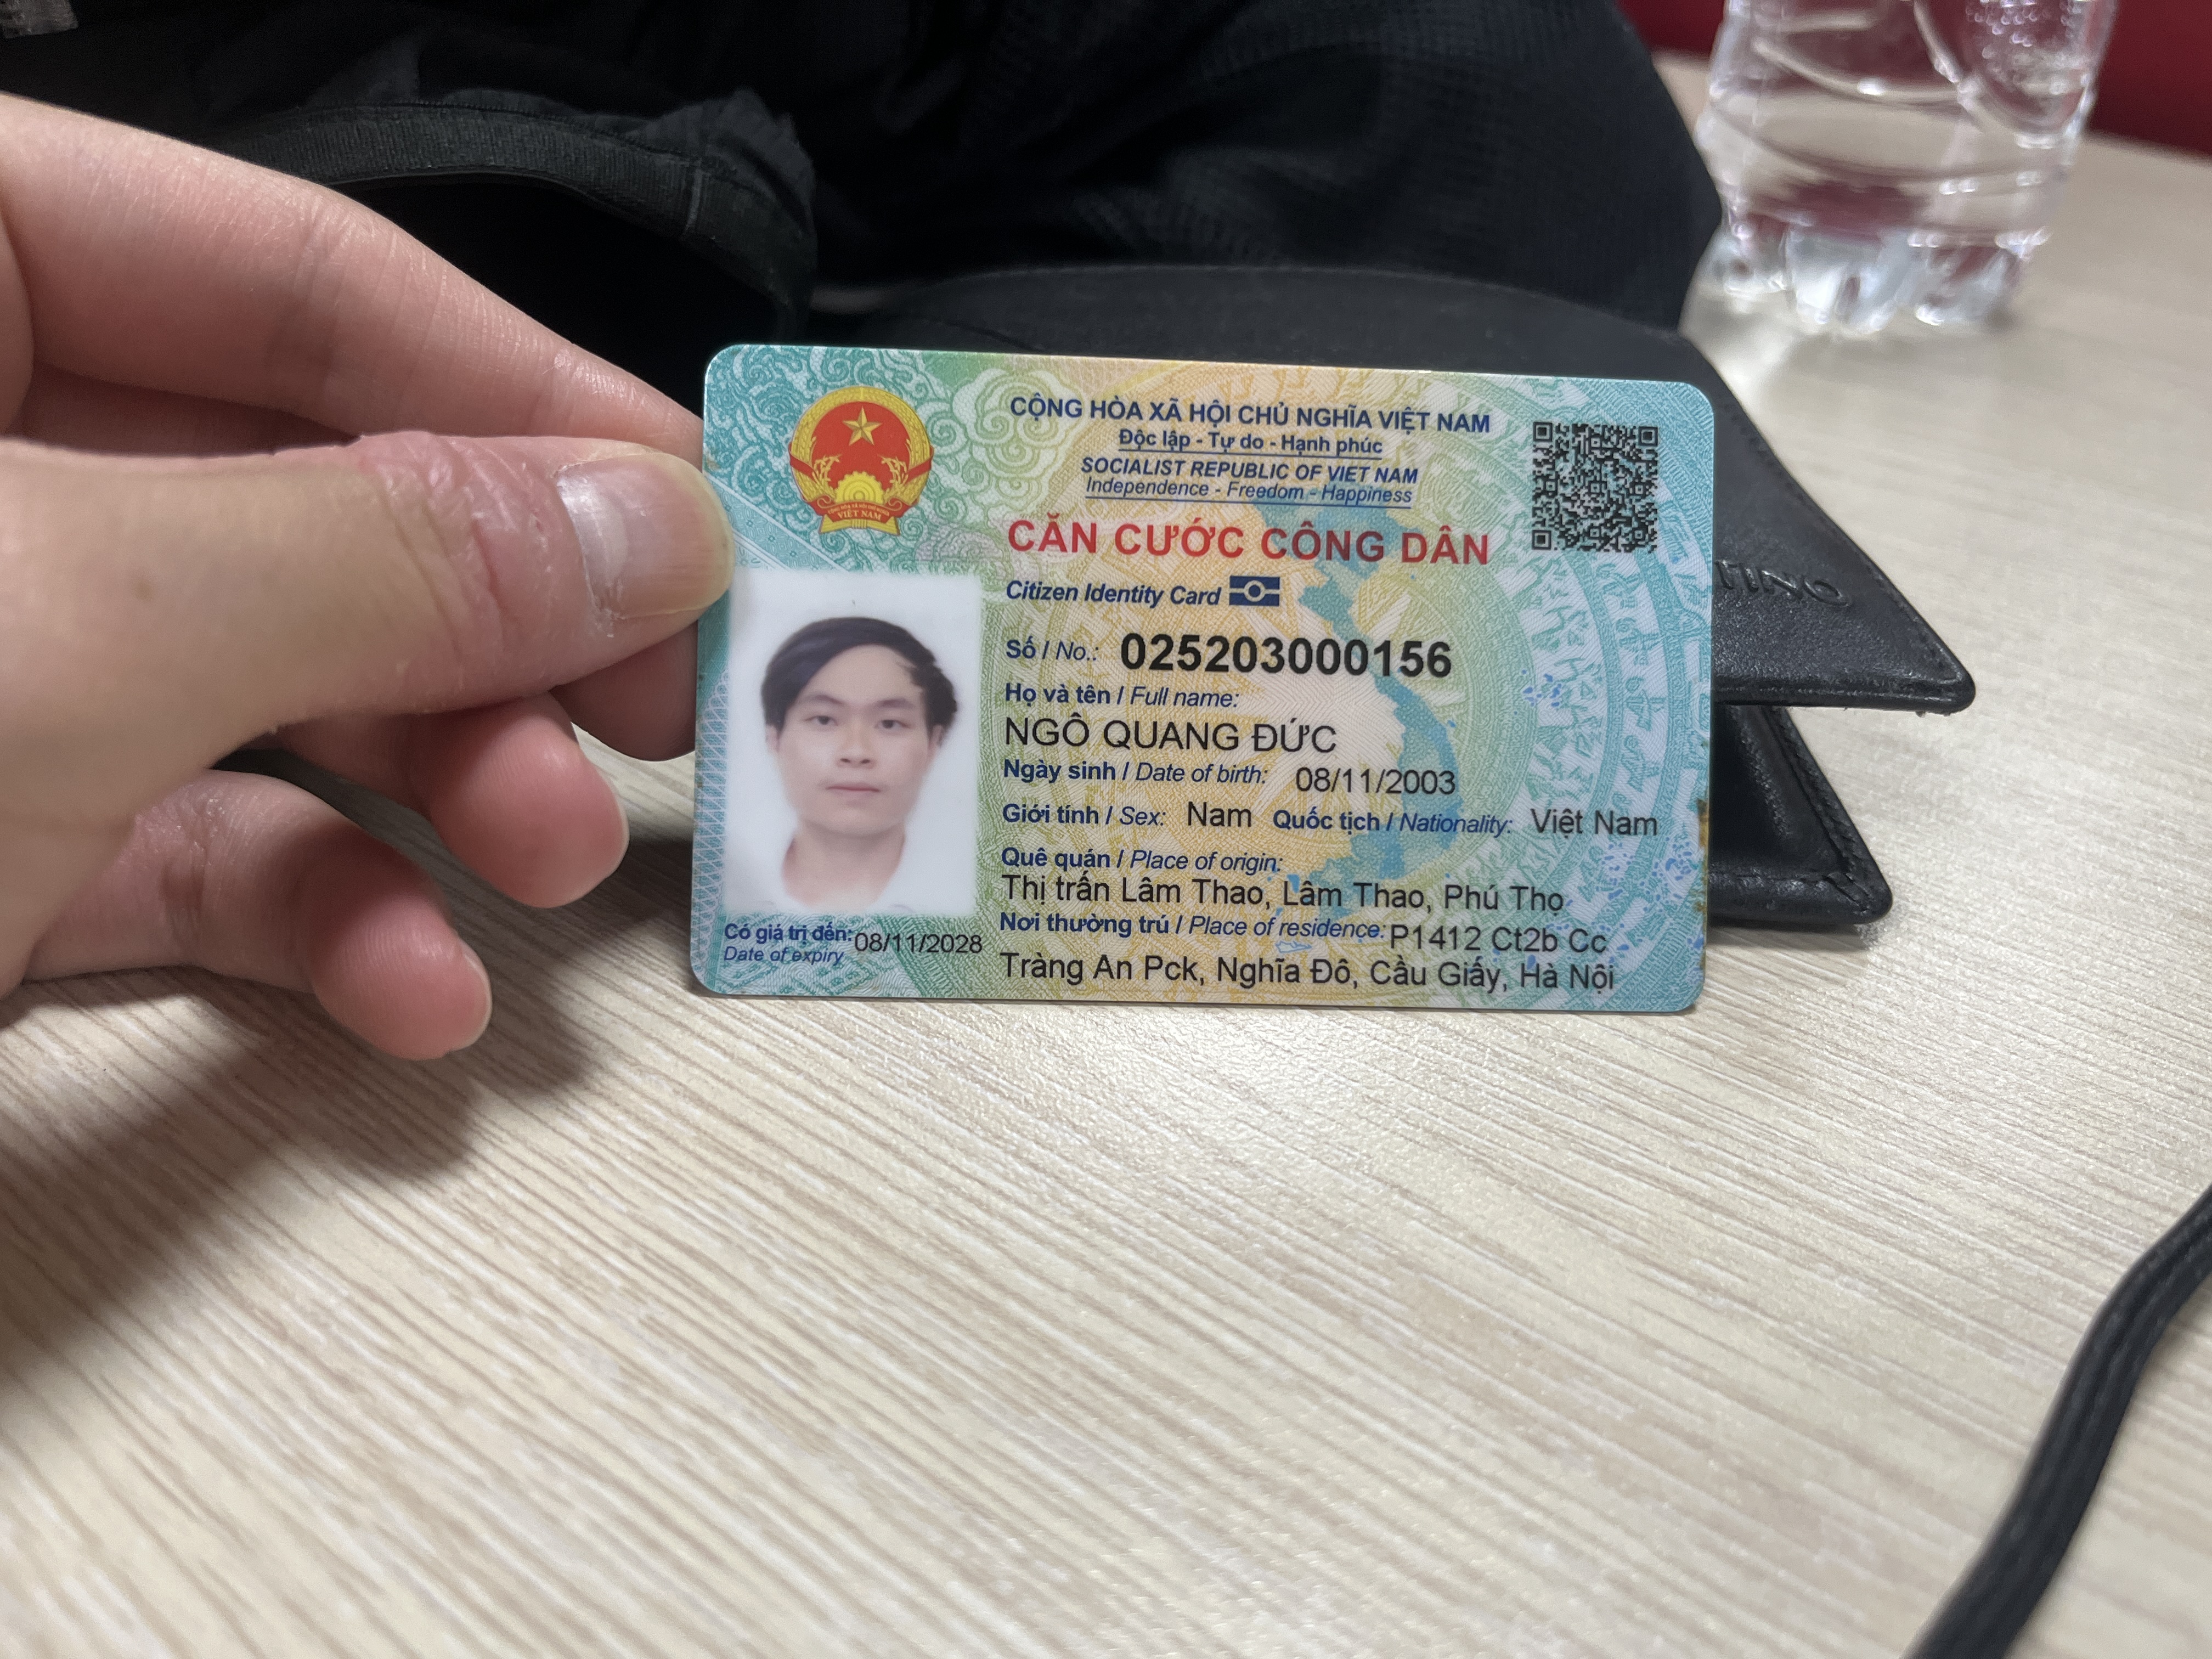 CỘNG HÒA XÃ HỘI CHỦ NGHĨA VIỆT NAM
Độc lập - Tự do - Hạnh phúc
SOCIALIST REPUBLIC OF VIET NAM
Independence - Freedom - Happiness
CĂN CƯỚC CÔNG DÂN
Citizen Identity Card
Số / No.: 025203000156
Họ và tên / Full name:
NGÔ QUANG ĐỨC
Ngày sinh / Date of birth: 08/11/2003
Giới tính / Sex: Nam Quốc tịch / Nationality: Việt Nam
Quê quán / Place of origin:
Thị trấn Lâm Thao, Lâm Thao, Phú Thọ
Nơi thường trú / Place of residence: P1412 Ct2b Cc
Tràng An Pck, Nghĩa Đô, Cầu Giấy, Hà Nội
Có giá trị đến: 08/11/2028
Date of expiry
VIỆT NAM